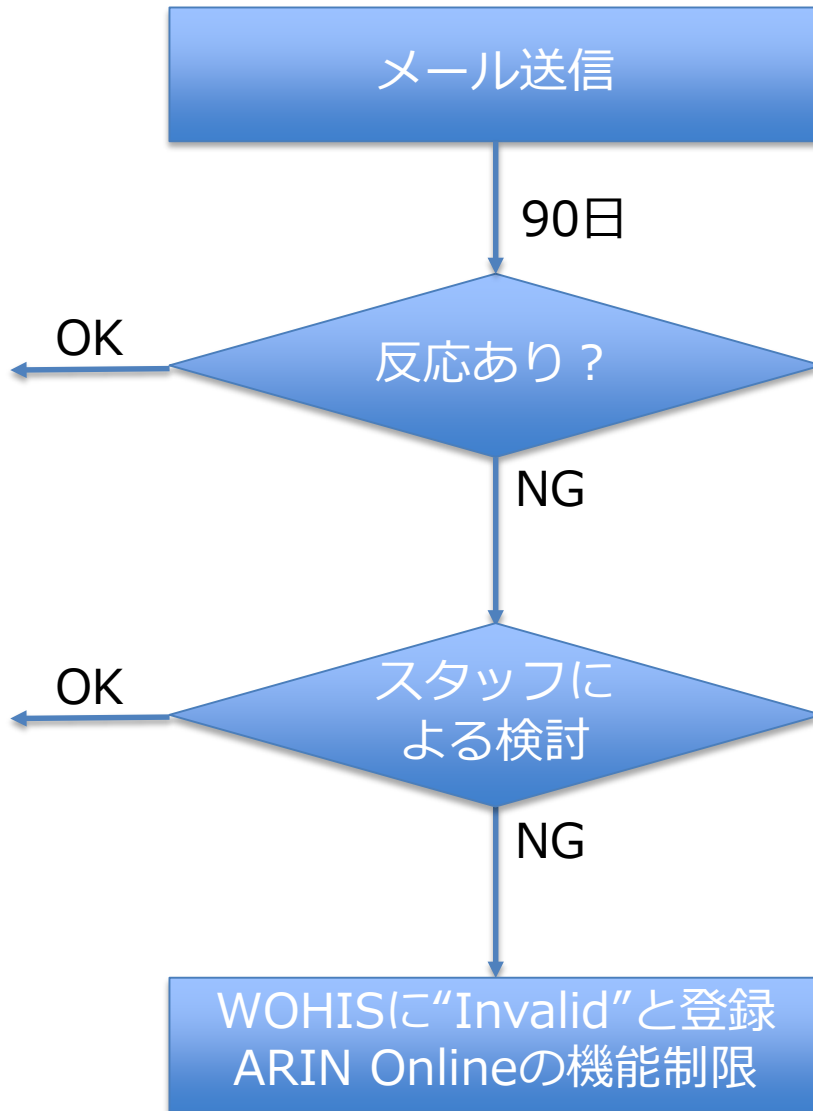 メール送信
90日
反応あり？
OK
NG
スタッフに
よる検討
OK
NG
WOHISに“Invalid”と登録
ARIN Onlineの機能制限